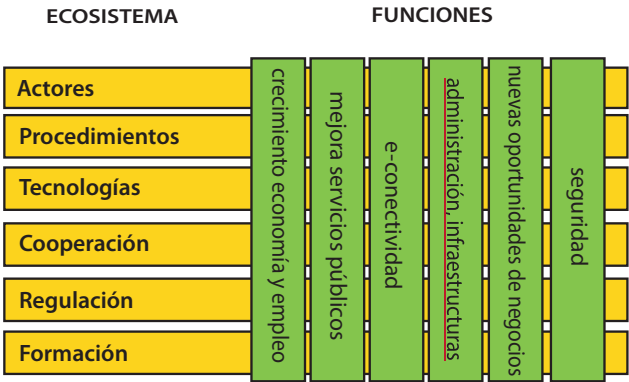 ECOSISTEMA
FUNCIONES
Actores
Procedimientos
Tecnologías
Cooperación
Regulación
Formación
crecimiento economía y empleo
mejora servicios públicos
e-conectividad
administración, infraestructuras
nuevas oportunidades de negocios
seguridad